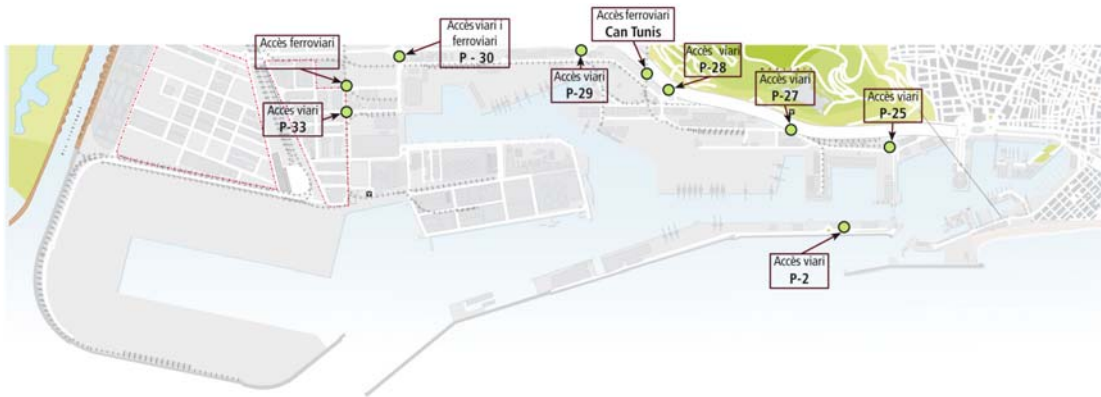 Accès ferroviari
Accès viari i
ferroviari
P - 30
Accès ferroviari
Can Tunis
Accès viari
P-28
Accès viari
P-29
Accès viari
P-27
Accès viari
P-25
Accès viari
P-33
Accès viari
P-2